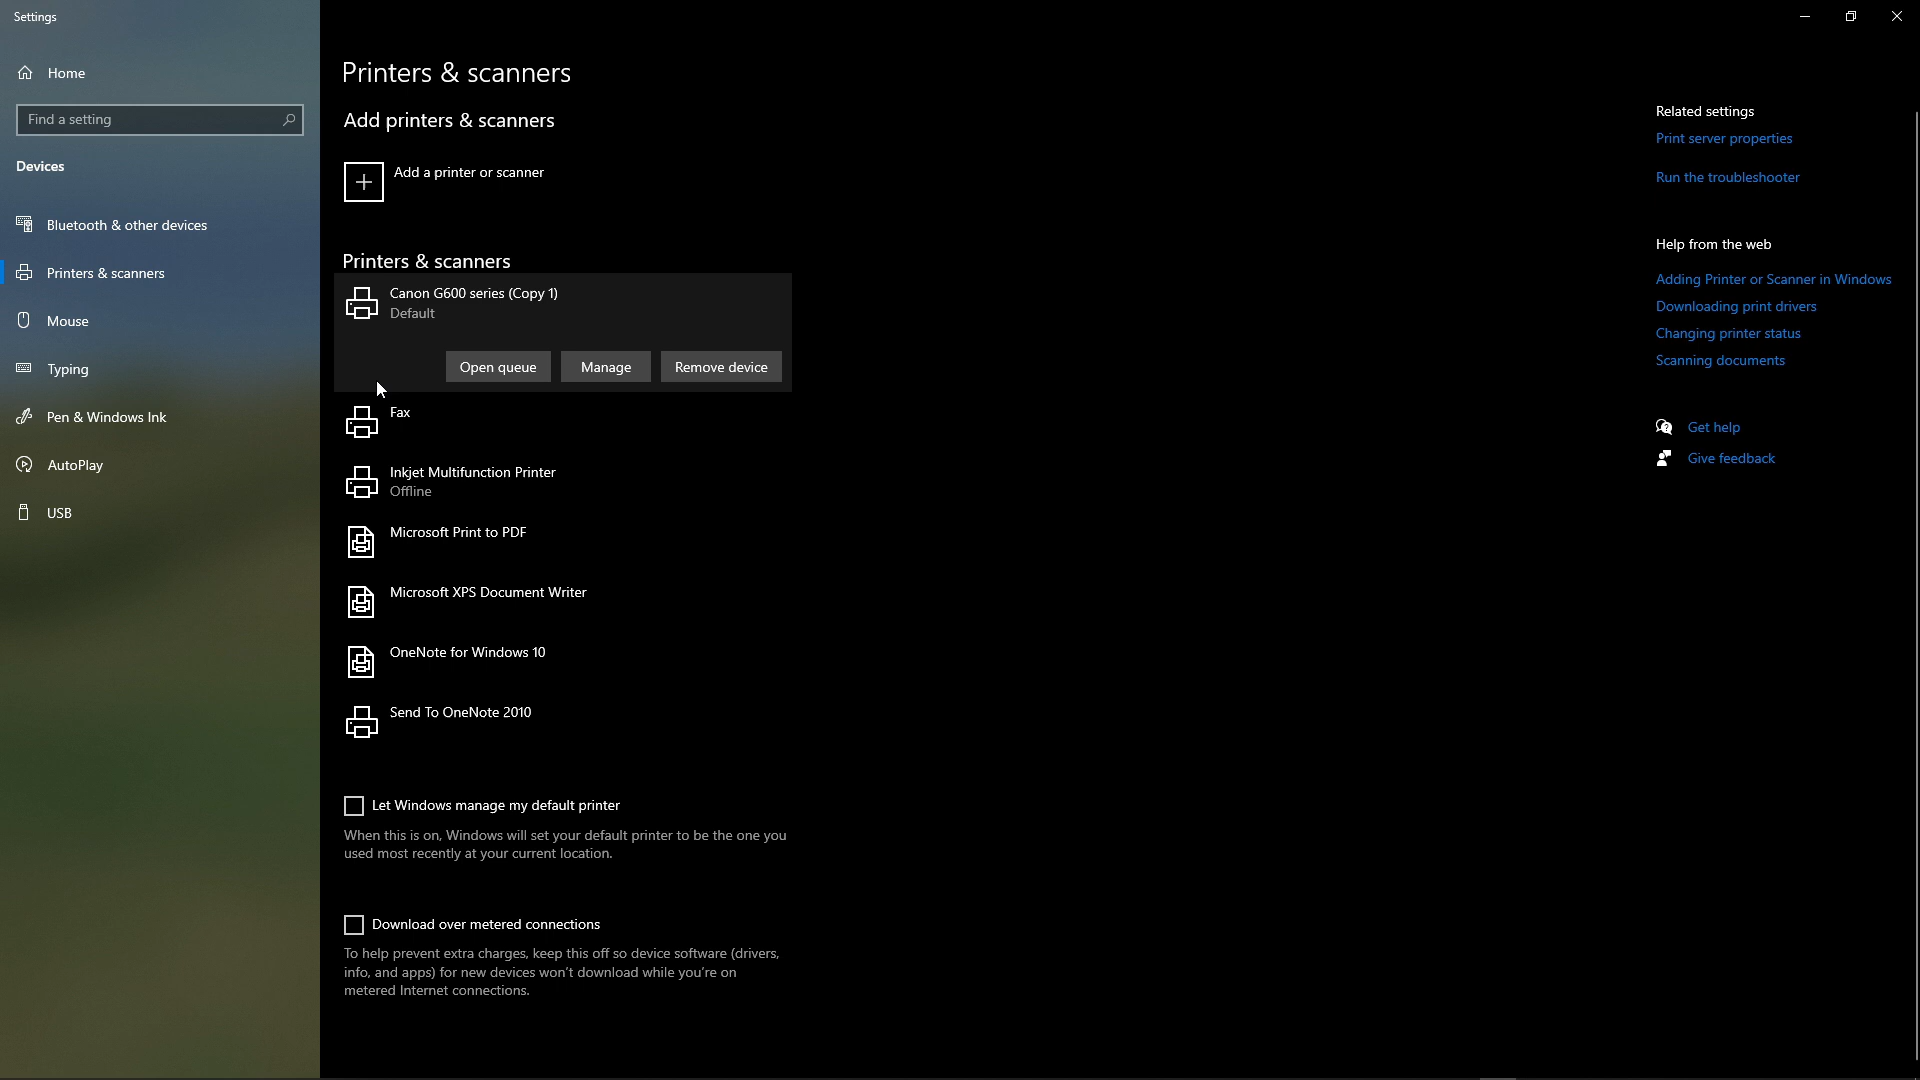 Settings
Home
Find a setting
Devices
Bluetooth & other devices
Printers & scanners
Mouse
Typing
Pen & Windows Ink
AutoPlay
USB
Printers & scanners
Add printers & scanners
Add a printer or scanner
Printers & scanners
Canon G600 series (Copy 1)
Default
Open queue
Manage
Remove device
Fax
Inkjet Multifunction Printer
Offline
Microsoft Print to PDF
Microsoft XPS Document Writer
OneNote for Windows 10
Send To OneNote 2010
Let Windows manage my default printer
When this is on, Windows will set your default printer to be the one you
used most recently at your current location.
Download over metered connections
To help prevent extra charges, keep this off so device software (drivers,
info, and apps) for new devices won't download while you're on
metered Internet connections.
Related settings
Print server properties
Run the troubleshooter
Help from the web
Adding Printer or Scanner in Windows
Downloading print drivers
Changing printer status
Scanning documents
Get help
Give feedback